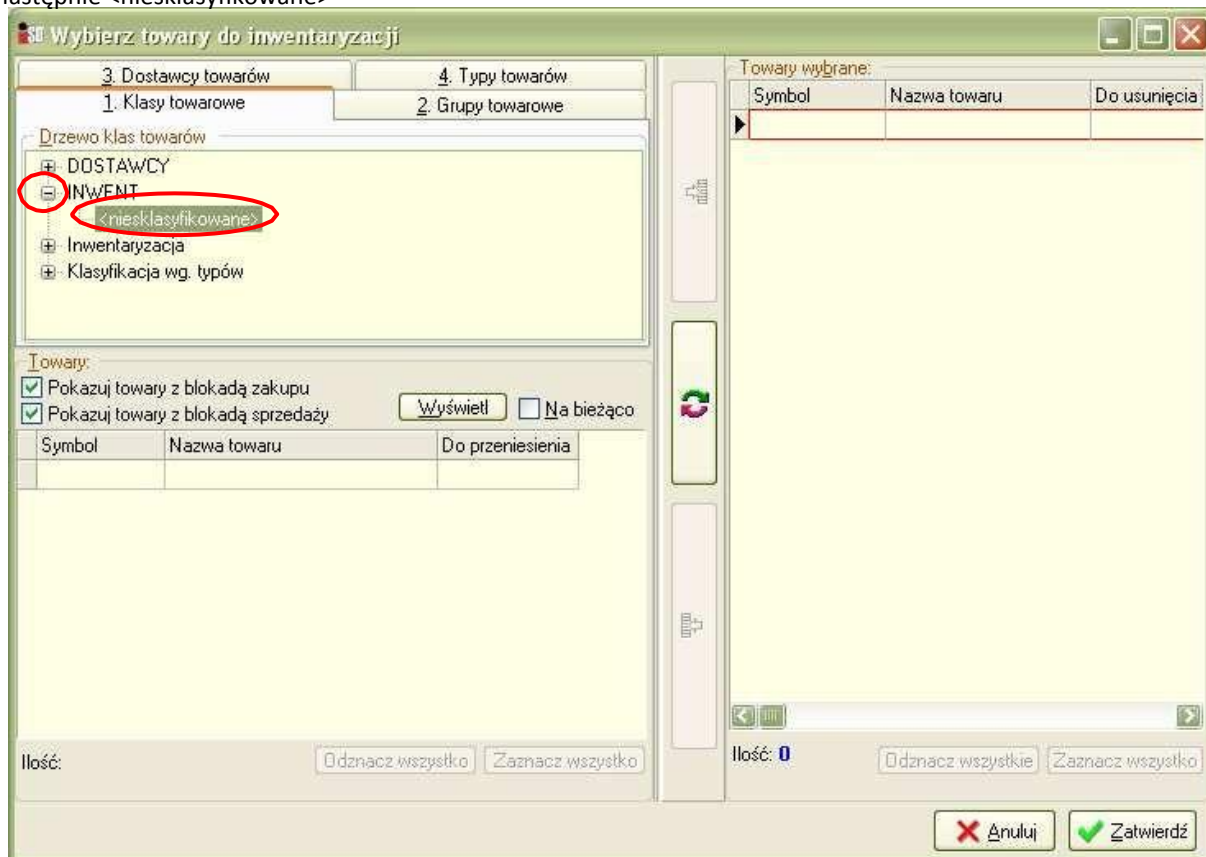 następnie <niesklasyfikowane>
Wybierz towary do inwentaryzacji
3. Dostawcy towarów
4. Typy towarów
1. Klasy towarowe
2. Grupy towarowe
Drzewo klas towarów
DOSTAWCY
INWENT
<niesklasyfikowane>
Inwentaryzacja
Klasyfikacja wg. typów
Towary:
Pokazuj towary z blokadą zakupu
Pokazuj towary z blokadą sprzedaży
Wyświetl
Na bieżąco
Symbol Nazwa towaru Do przeniesienia
Ilość:
Odznacz wszystko
Zaznacz wszystko
Towary wybrane:
Symbol Nazwa towaru Do usunięcia
Ilość: 0
Odznacz wszystkie
Zaznacz wszystko
Anuluj
Zatwierdź